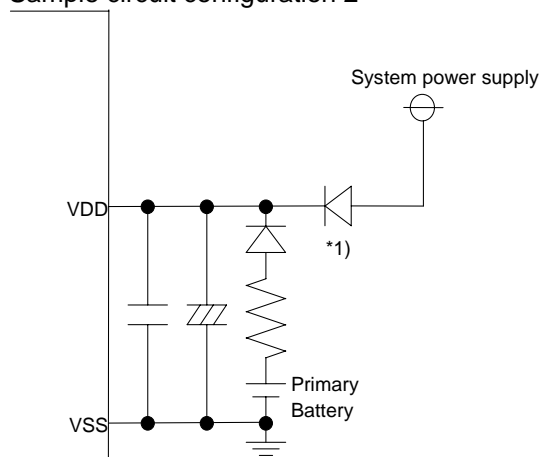 Sample circuit configuration 2
System power supply
VDD
*1)
Primary
Battery
VSS